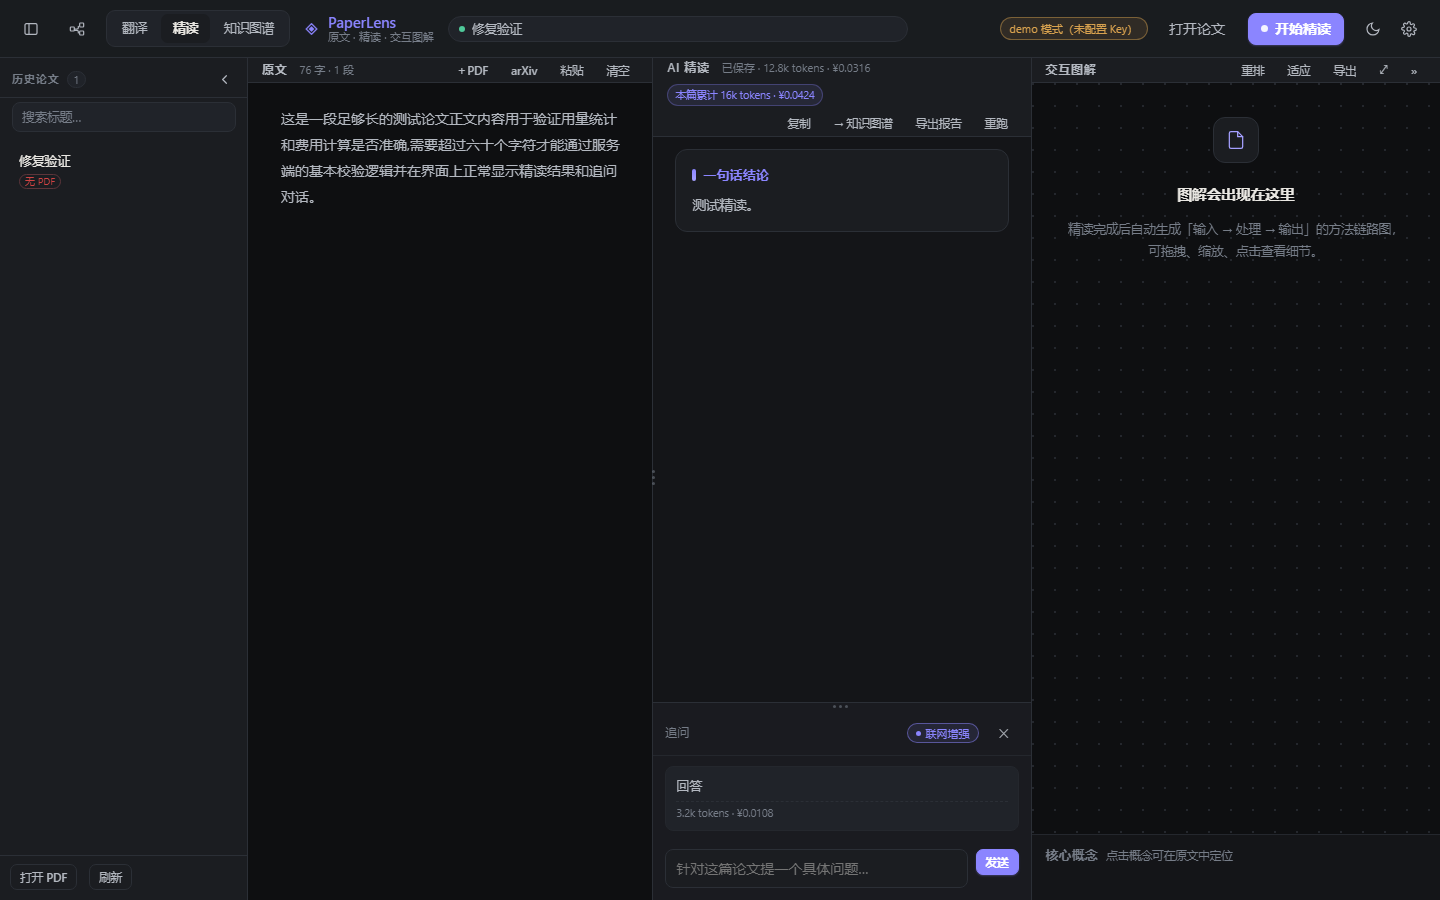 翻译 精读 知识图谱
PaperLens
原文 · 精读 · 交互图解
修复验证
demo 模式（未配置 Key）
打开论文
开始精读
历史论文 1
搜索标题...
修复验证
无 PDF
打开 PDF 刷新
原文 76 字 · 1 段 + PDF arXiv 粘贴 清空
这是一段足够长的测试论文正文内容用于验证用量统计
和费用计算是否准确,需要超过六十个字符才能通过服务
端的基本校验逻辑并在界面上正常显示精读结果和追问
对话。
AI 精读 已保存 · 12.8k tokens · ¥0.0316
本篇累计 16k tokens · ¥0.0424
复制 → 知识图谱 导出报告 重跑
一句话结论
测试精读。
追问 联网增强
回答
3.2k tokens · ¥0.0108
针对这篇论文提一个具体问题...
发送
交互图解 重排 适应 导出 ⤢ »
图解会出现在这里
精读完成后自动生成「输入 → 处理 → 输出」的方法链路图，
可拖拽、缩放、点击查看细节。
核心概念 点击概念可在原文中定位